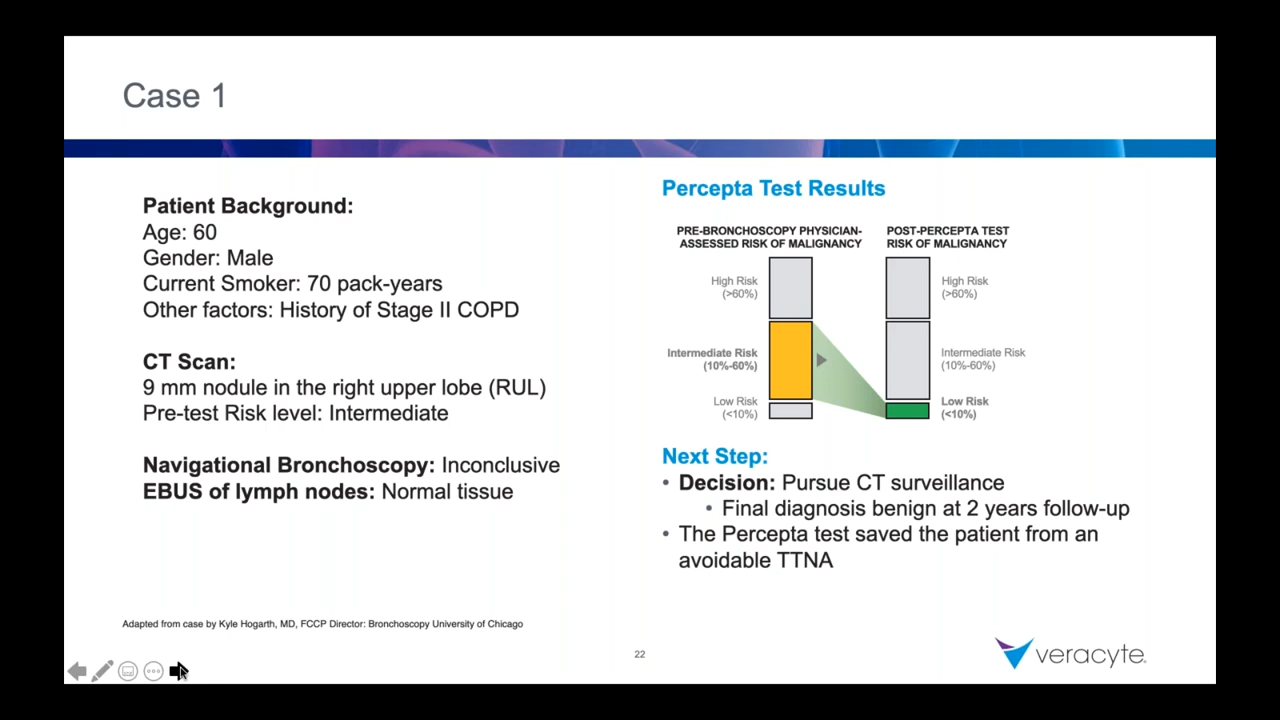 Case 1
Patient Background:
Age: 60
Gender: Male
Current Smoker: 70 pack-years
Other factors: History of Stage II COPD
CT Scan:
9 mm nodule in the right upper lobe (RUL)
Pre-test Risk level: Intermediate
Navigational Bronchoscopy: Inconclusive
EBUS of lymph nodes: Normal tissue
Percepta Test Results
PRE-BRONCHOSCOPY PHYSICIAN-
ASSESSED RISK OF MALIGNANCY
High Risk
(>60%)
Intermediate Risk
(10%-60%)
Low Risk
(<10%)
POST-PERCEPTA TEST
RISK OF MALIGNANCY
High Risk
(>60%)
Intermediate Risk
(10%-60%)
Low Risk
(<10%)
Next Step:
• Decision: Pursue CT surveillance
• Final diagnosis benign at 2 years follow-up
• The Percepta test saved the patient from an
avoidable TTNA
Adapted from case by Kyle Hogarth, MD, FCCP Director: Bronchoscopy University of Chicago
22
veracyte.